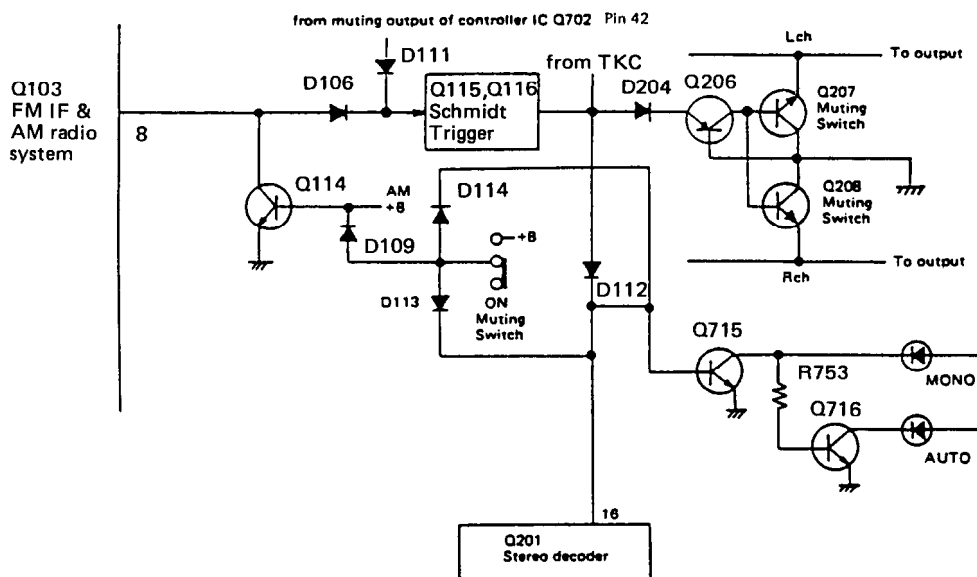 from muting output of controller IC Q702 Pin 42
Lch
To output
D111
from TKC
Q103
FM IF &
AM radio
system
8
D106
Q115,Q116
Schmidt
Trigger
D204
Q206
Q207
Muting
Switch
Q114
AM
+B
D114
Q208
Muting
Switch
D109
+B
To output
Rch
D113
ON
Muting
Switch
D112
Q715
R753
MONO
Q716
AUTO
16
Q201
Stereo decoder